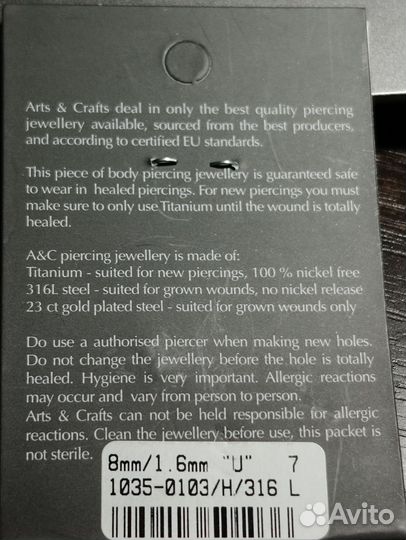 Arts & Crafts deal in only the best quality piercing
jewellery available, sourced from the best producers,
and according to certified EU standards.
This piece of body piercing jewellery is guaranteed safe
to wear in healed piercings. For new piercings you must
make sure to only use Titanium until the wound is totally
healed.
A&C piercing jewellery is made of:
Titanium - suited for new piercings, 100 % nickel free
316L steel - suited for grown wounds, no nickel release
23 ct gold plated steel - suited for grown wounds only
Do use a authorised piercer when making new holes.
Do not change the jewellery before the hole is totally
healed. Hygiene is very important. Allergic reactions
may occur and vary from person to person.
Arts & Crafts can not be held responsible for allergic
reactions. Clean the jewellery before use, this packet is
not sterile.
8mm/1.6mm "U" 7
1035-0103/H/316 L
Avito